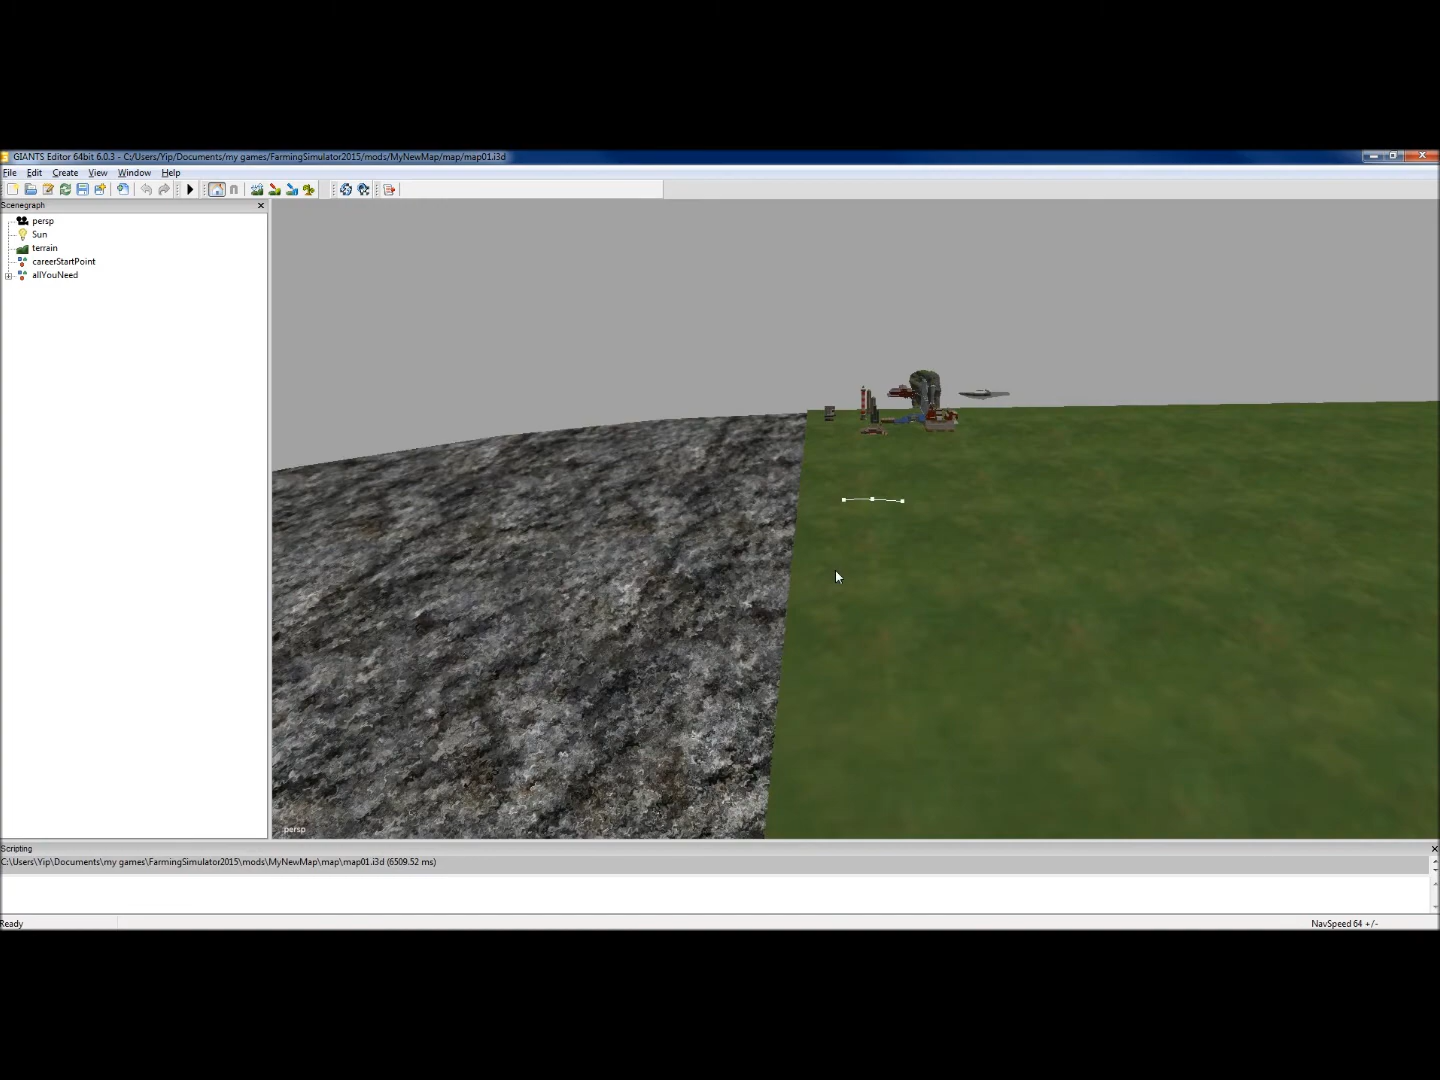 GIANTS Editor 64bit 6.0.3 - C:/Users/Yip/Documents/my games/FarmingSimulator2015/mods/MyNewMap/map/map01.i3d
File Edit Create View Window Help
Scenegraph
persp
Sun
terrain
careerStartPoint
allYouNeed
persp
Scripting
C:\Users\Yip\Documents\my games\FarmingSimulator2015\mods\MyNewMap\map\map01.i3d (6509.52 ms)
Ready
NavSpeed 64 +/-